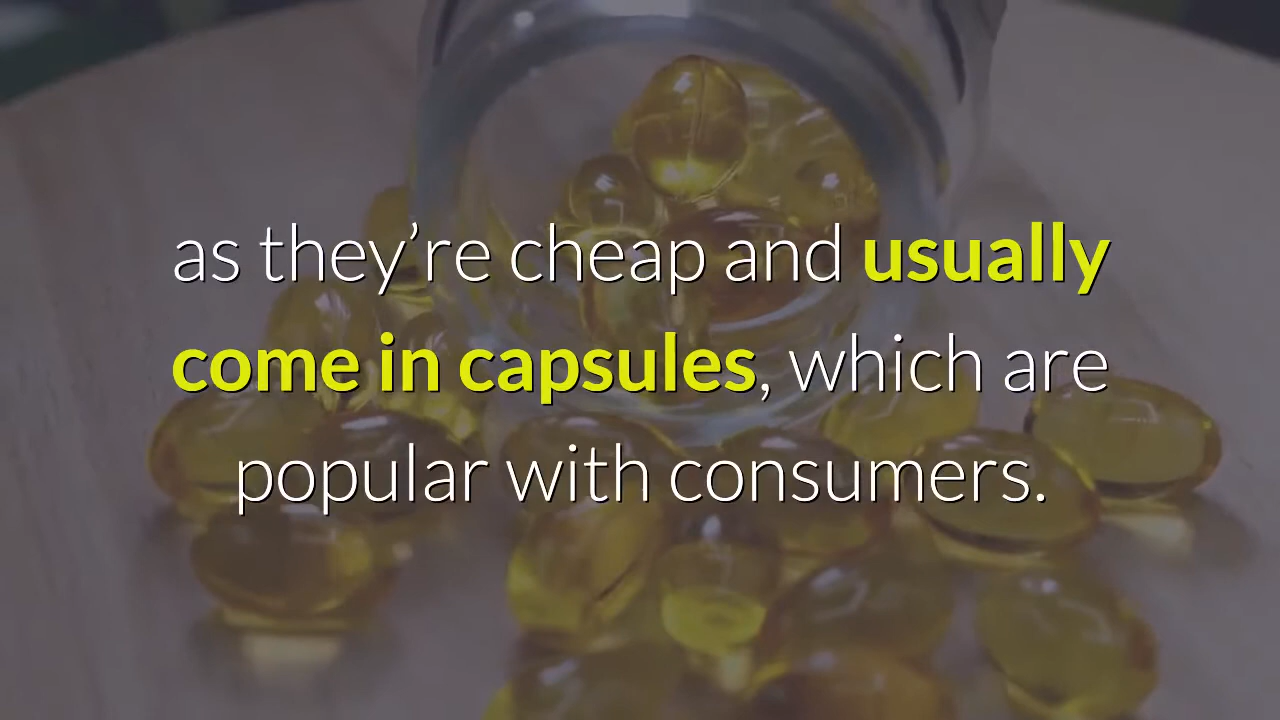 as they’re cheap and usually
come in capsules, which are
popular with consumers.